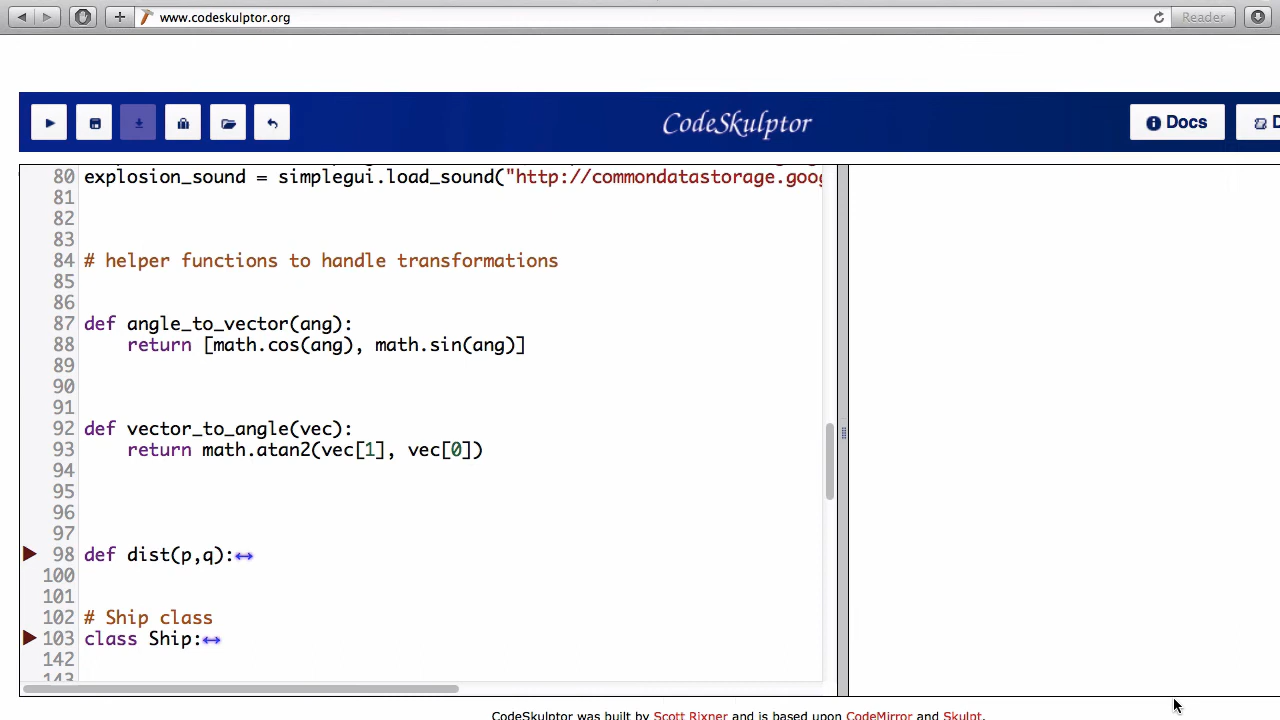 www.codeskulptor.org
Reader
CodeSkulptor
Docs
80 explosion_sound = simplegui.load_sound("http://commondatastorage.goog
81
82
83
84 # helper functions to handle transformations
85
86
87 def angle_to_vector(ang):
88 return [math.cos(ang), math.sin(ang)]
89
90
91
92 def vector_to_angle(vec):
93 return math.atan2(vec[1], vec[0])
94
95
96
97
98 def dist(p,q):↔
100
101
102 # Ship class
103 class Ship:↔
142
143
CodeSkulptor was built by Scott Rixner and is based upon CodeMirror and Skulpt.